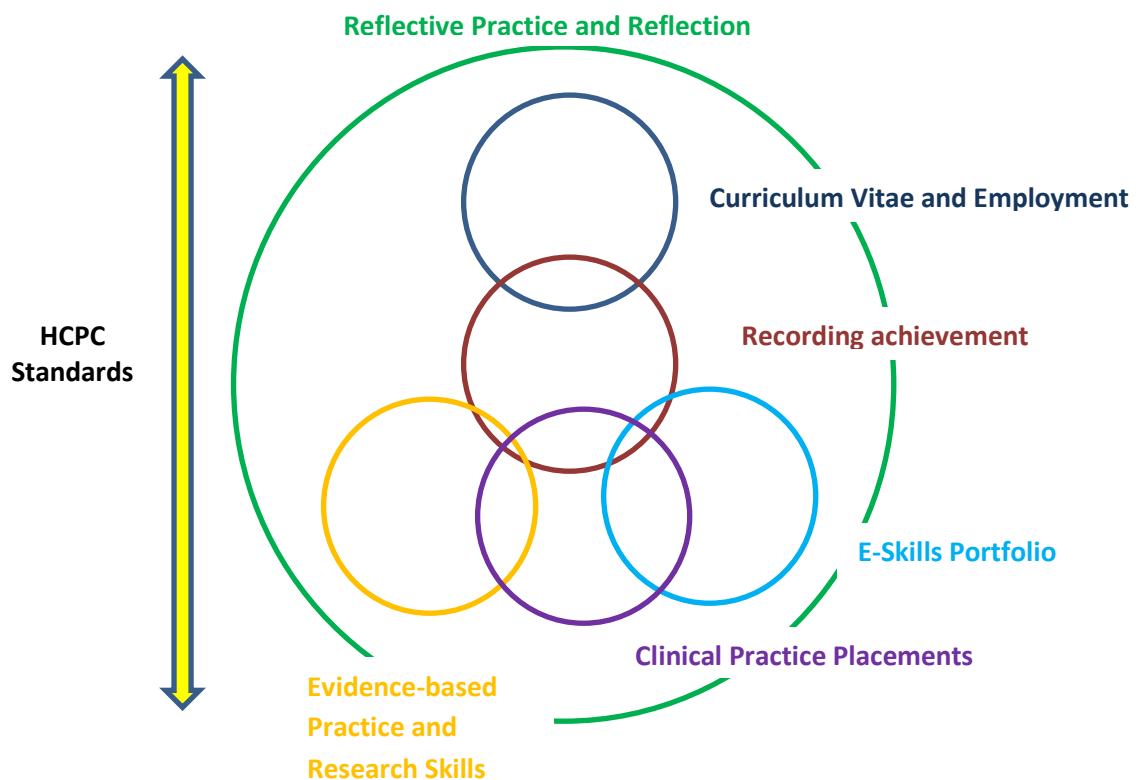 Reflective Practice and Reflection
Curriculum Vitae and Employment
HCPC
Standards
Recording achievement
E-Skills Portfolio
Clinical Practice Placements
Evidence-based
Practice and
Research Skills